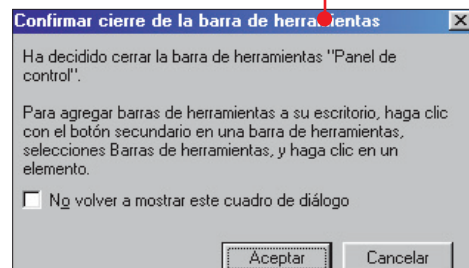 Confirmar cierre de la barra de herramientas
Ha decidido cerrar la barra de herramientas "Panel de
control".
Para agregar barras de herramientas a su escritorio, haga clic
con el botón secundario en una barra de herramientas,
selecciones Barras de herramientas, y haga clic en un
elemento.
No volver a mostrar este cuadro de diálogo
Aceptar Cancelar